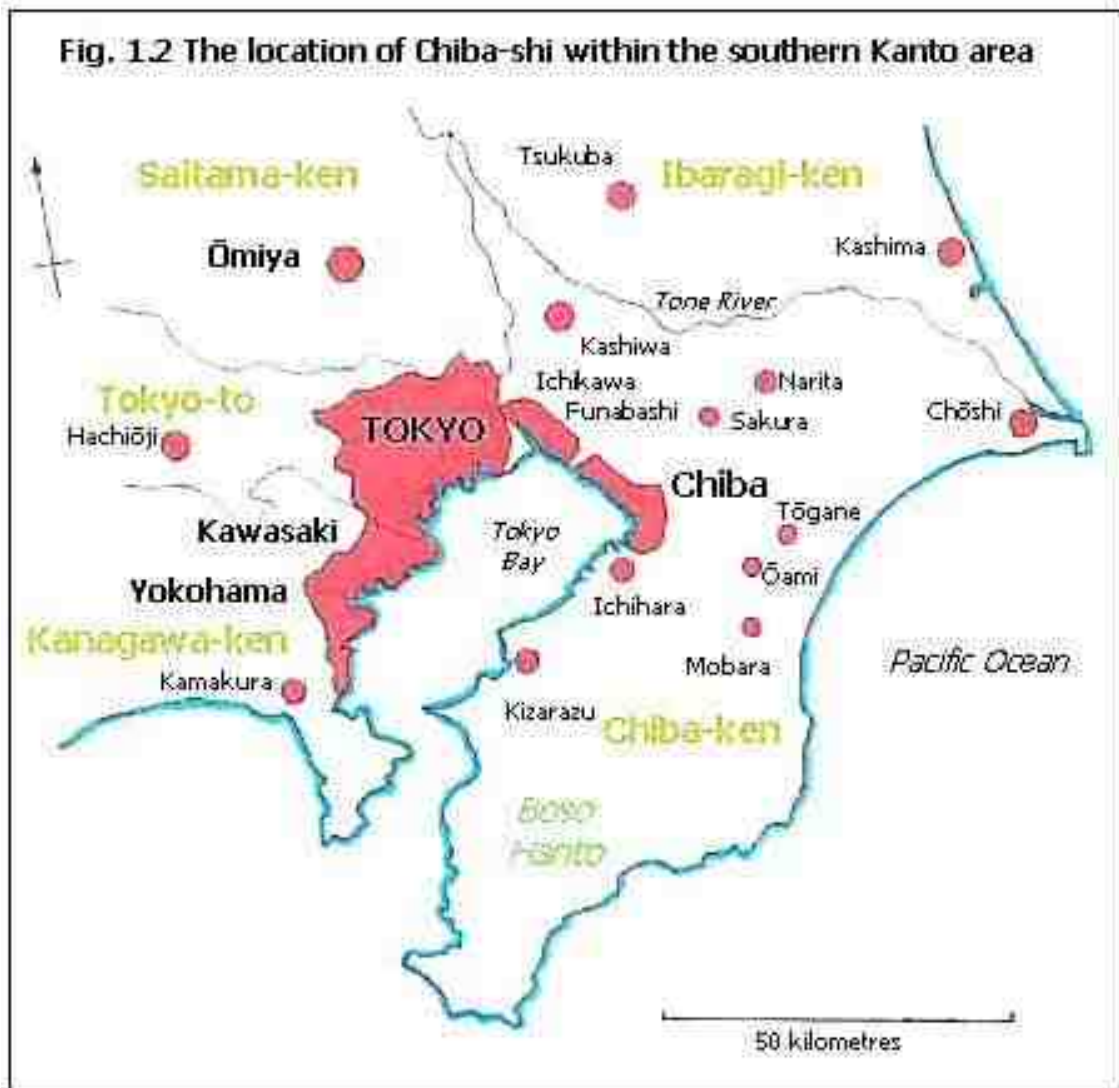 Fig. 1.2 The location of Chiba-shi within the southern Kanto area
Tsukuba
Saitama-ken
Ibaragi-ken
Ōmiya
Kashima
Tone River
Kashiwa
Ichikawa
Narita
Tokyo-to
Funabashi
Sakura
Chōshi
Hachiōji
TOKYO
Chiba
Tōgane
Kawasaki
Tokyo
Bay
Ōami
Yokohama
Ichihara
Kanagawa-ken
Mobara
Pacific Ocean
Kamakura
Kizarazu
Chiba-ken
Boso
Hanto
50 kilometres